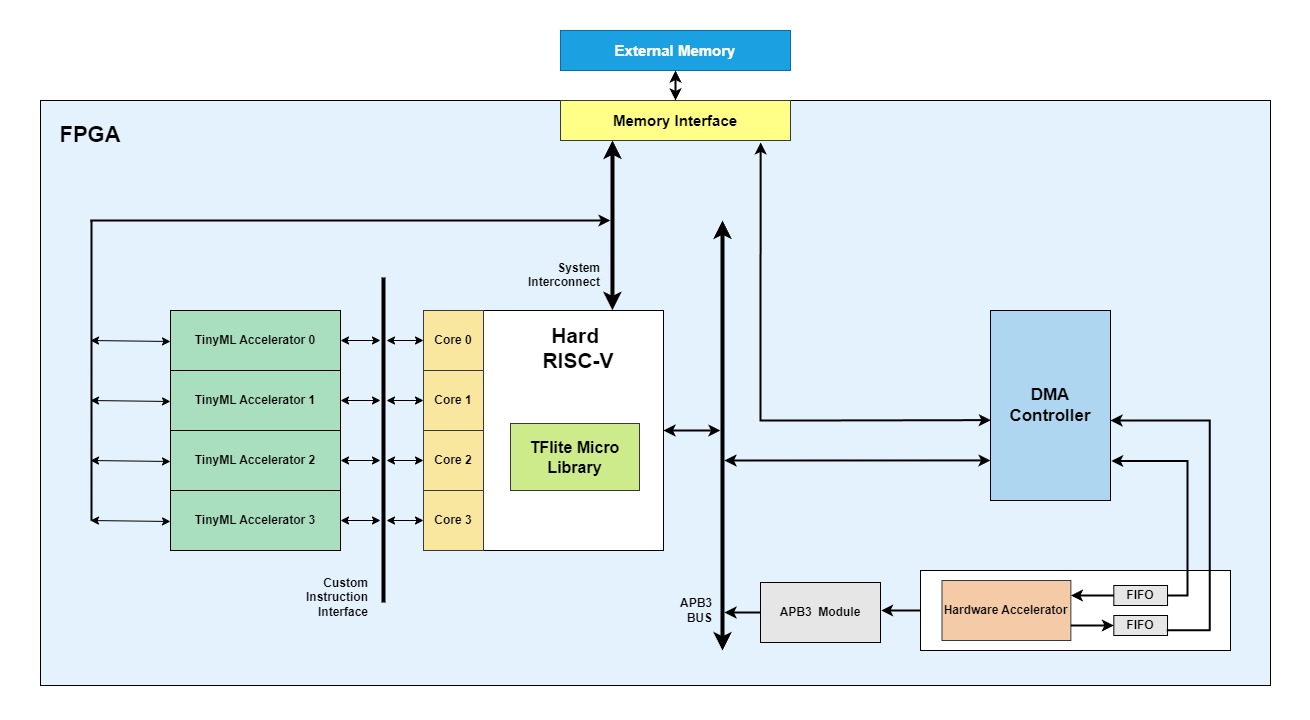 External Memory
FPGA
Memory Interface
System
Interconnect
TinyML Accelerator 0
TinyML Accelerator 1
TinyML Accelerator 2
TinyML Accelerator 3
Core 0
Core 1
Core 2
Core 3
Hard
RISC-V
TFlite Micro
Library
DMA
Controller
Custom
Instruction
Interface
APB3
BUS
APB3 Module
Hardware Accelerator
FIFO
FIFO